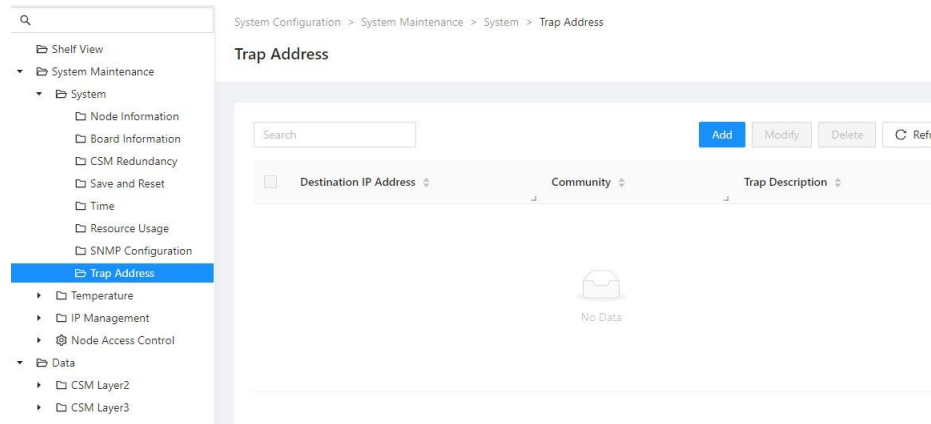 System Configuration > System Maintenance > System > Trap Address
Trap Address
Shelf View
System Maintenance
System
Node Information
Board Information
CSM Redundancy
Save and Reset
Time
Resource Usage
SNMP Configuration
Trap Address
Temperature
IP Management
Node Access Control
Data
CSM Layer2
CSM Layer3
Search
Add Modify Delete Refr
Destination IP Address Community Trap Description
No Data